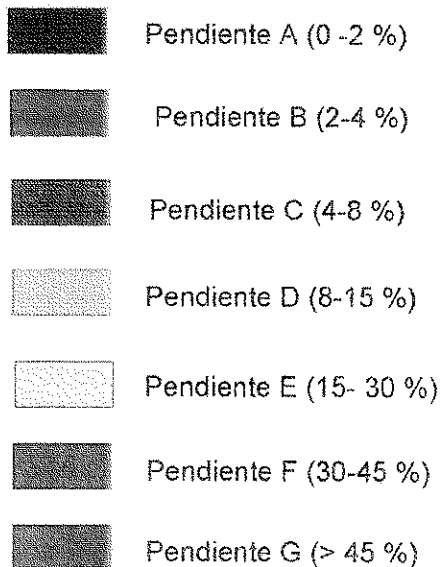 Pendiente A (0 -2 %)
Pendiente B (2-4 %)
Pendiente C (4-8 %)
Pendiente D (8-15 %)
Pendiente E (15- 30 %)
Pendiente F (30-45 %)
Pendiente G (> 45 %)